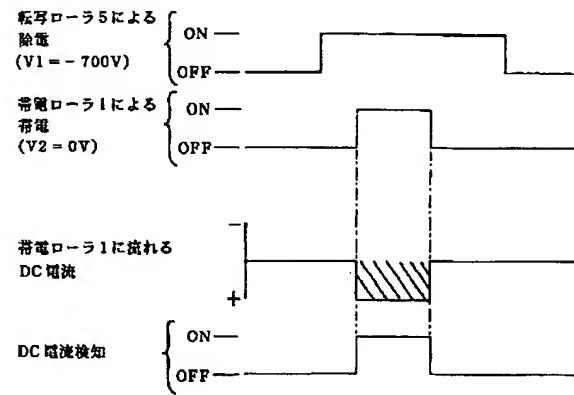 転写ローラ5による
除電
(V1=-700V)
ON
OFF
帯電ローラ1による
帯電
(V2=0V)
ON
OFF
帯電ローラ1に流れる
DC電流
−
+
DC電流検知
ON
OFF